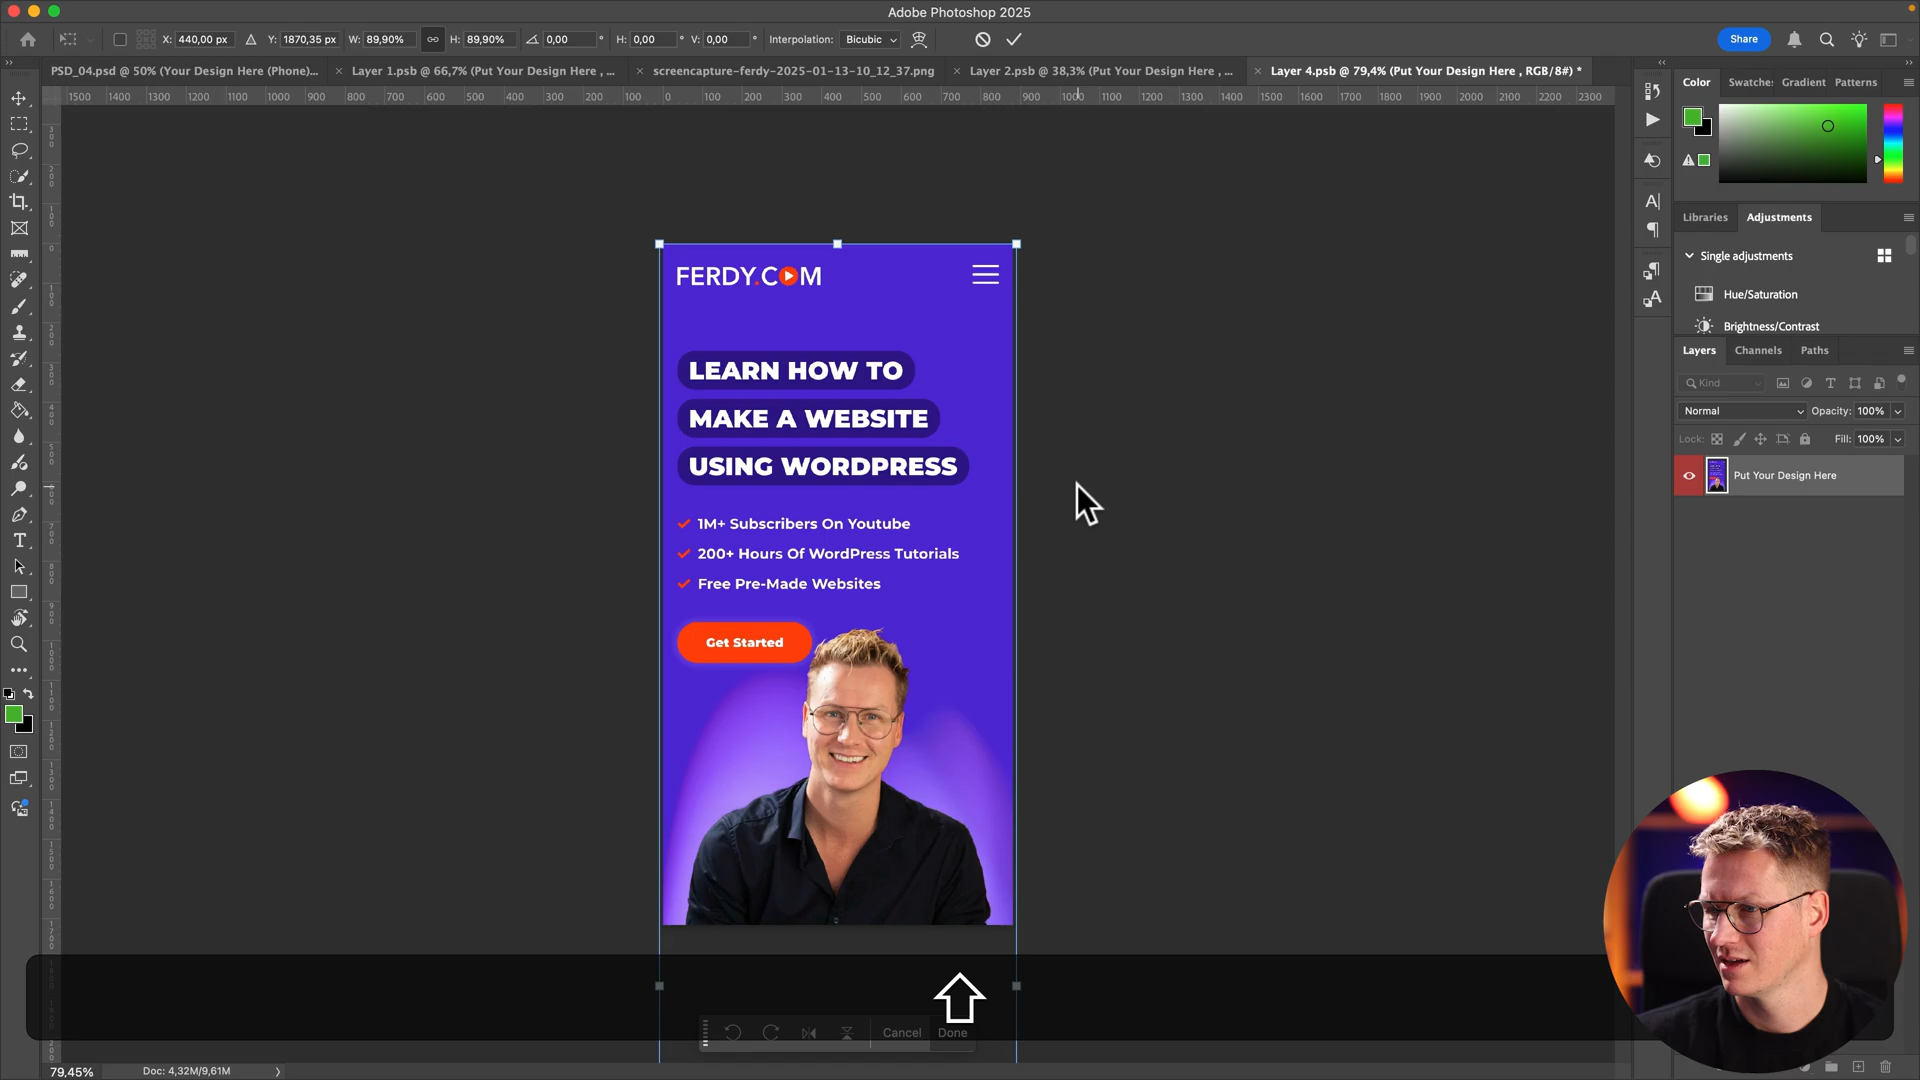 Adobe Photoshop 2025
X: 440,00 px Y: 1870,35 px W: 89,90% H: 89,90% 0,00 ° H: 0,00 ° V: 0,00 ° Interpolation: Bicubic
Share
PSD_04.psd @ 50% (Your Design Here (Phone)...
Layer 1.psb @ 66,7% (Put Your Design Here , ...
screencapture-ferdy-2025-01-13-10_12_37.png
Layer 2.psb @ 38,3% (Put Your Design Here , ...
Layer 4.psb @ 79,4% (Put Your Design Here , RGB/8#) *
1500 1400 1300 1200 1100 1000 900 800 700 600 500 400 300 200 100 0 100 200 300 400 500 600 700 800 900 1000 1100 1200 1300 1400 1500 1600 1700 1800 1900 2000 2100 2200 2300
Color Swatches Gradient Patterns
Libraries Adjustments
Single adjustments
Hue/Saturation
Brightness/Contrast
Layers Channels Paths
Kind
Normal Opacity: 100%
Lock: Fill: 100%
Put Your Design Here
FERDY.COM
LEARN HOW TO
MAKE A WEBSITE
USING WORDPRESS
1M+ Subscribers On Youtube
200+ Hours Of WordPress Tutorials
Free Pre-Made Websites
Get Started
Cancel Done
79,45% Doc: 4,32M/9,61M